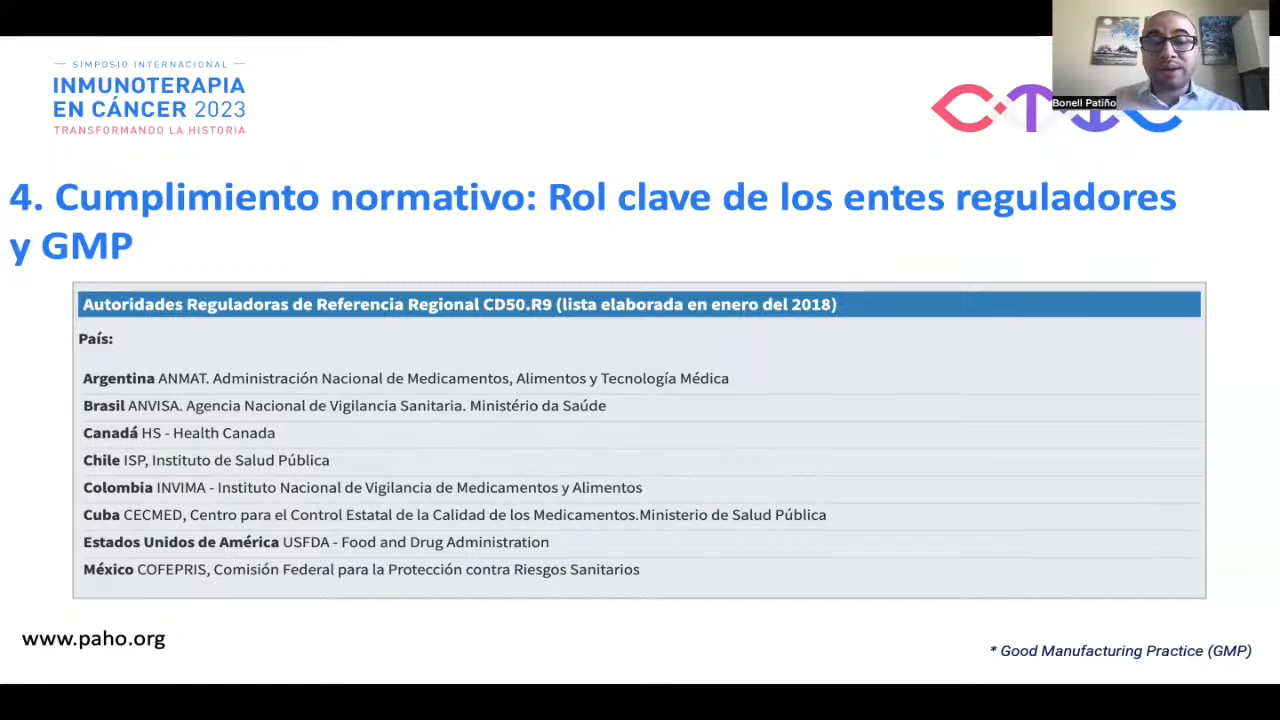 SIMPOSIO INTERNACIONAL
INMUNOTERAPIA
EN CÁNCER 2023
TRANSFORMANDO LA HISTORIA
CTIC
Bonell Patiño
4. Cumplimiento normativo: Rol clave de los entes reguladores
y GMP
Autoridades Reguladoras de Referencia Regional CD50.R9 (lista elaborada en enero del 2018)
País:
Argentina ANMAT. Administración Nacional de Medicamentos, Alimentos y Tecnología Médica
Brasil ANVISA. Agencia Nacional de Vigilancia Sanitaria. Ministério da Saúde
Canadá HS - Health Canada
Chile ISP, Instituto de Salud Pública
Colombia INVIMA - Instituto Nacional de Vigilancia de Medicamentos y Alimentos
Cuba CECMED, Centro para el Control Estatal de la Calidad de los Medicamentos.Ministerio de Salud Pública
Estados Unidos de América USFDA - Food and Drug Administration
México COFEPRIS, Comisión Federal para la Protección contra Riesgos Sanitarios
www.paho.org
* Good Manufacturing Practice (GMP)